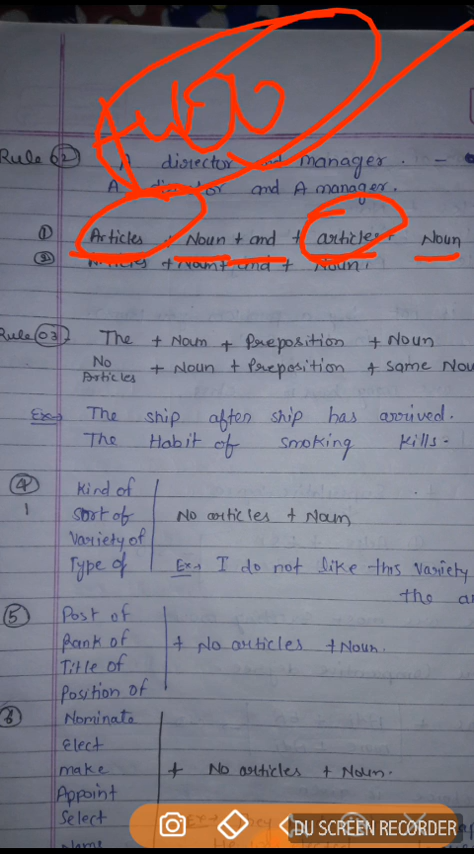 Rule 02 A director and manager. -
A director and A manager.
① Articles + Noun + and + article + Noun
② Articles + Noun + and + Noun.
Rule 03 The + Noun + Preposition + Noun
No Articles + Noun + Preposition + same Nou
Ex→ The ship after ship has arrived.
The Habit of smoking kills.
④ Kind of
1 Sort of No articles + Noun
Variety of
Type of Ex→ I do not like this variety
the a
⑤ Post of
Rank of + No articles + Noun.
Title of
Position of
⑥ Nominate
Elect
make + No articles + Noun.
Appoint
Select
Name
DU SCREEN RECORDER